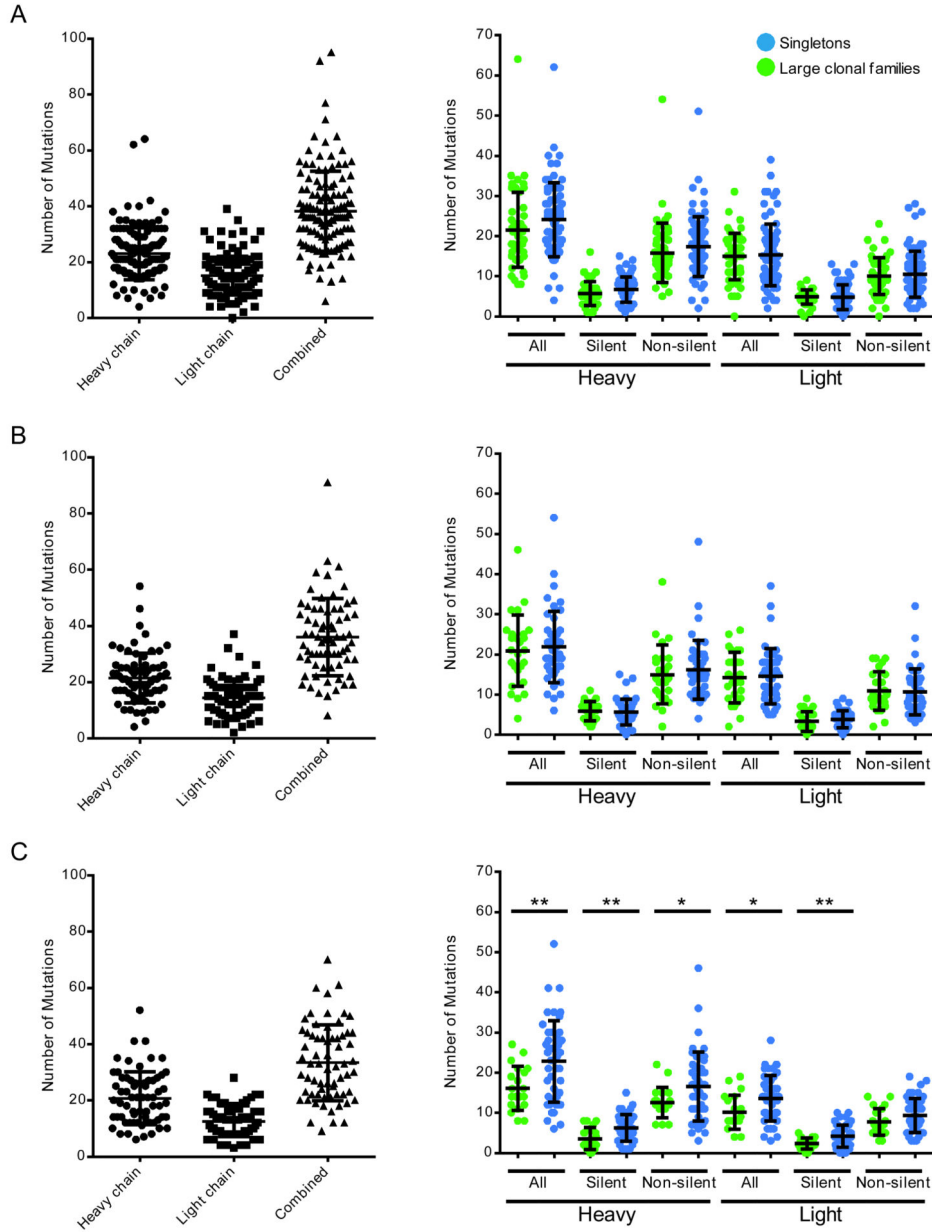 A
Number of Mutations
100
80
60
40
20
0
Heavy chain
Light chain
Combined
Number of Mutations
70
60
50
40
30
20
10
0
Singletons
Large clonal families
All Silent Non-silent All Silent Non-silent
Heavy Light
B
Number of Mutations
100
80
60
40
20
0
Heavy chain
Light chain
Combined
Number of Mutations
70
60
50
40
30
20
10
0
All Silent Non-silent All Silent Non-silent
Heavy Light
C
Number of Mutations
100
80
60
40
20
0
Heavy chain
Light chain
Combined
Number of Mutations
70
60
50
40
30
20
10
0
** ** * * **
All Silent Non-silent All Silent Non-silent
Heavy Light